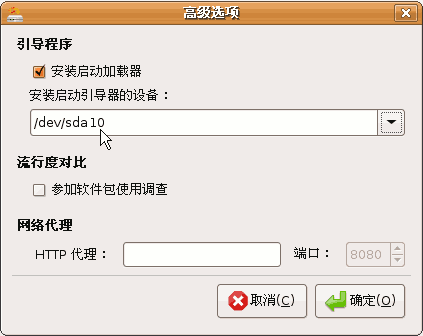 高级选项
引导程序
安装启动加载器
安装启动引导器的设备：
/dev/sda10
流行度对比
参加软件包使用调查
网络代理
HTTP 代理： 端口： 8080
取消(C) 确定(O)